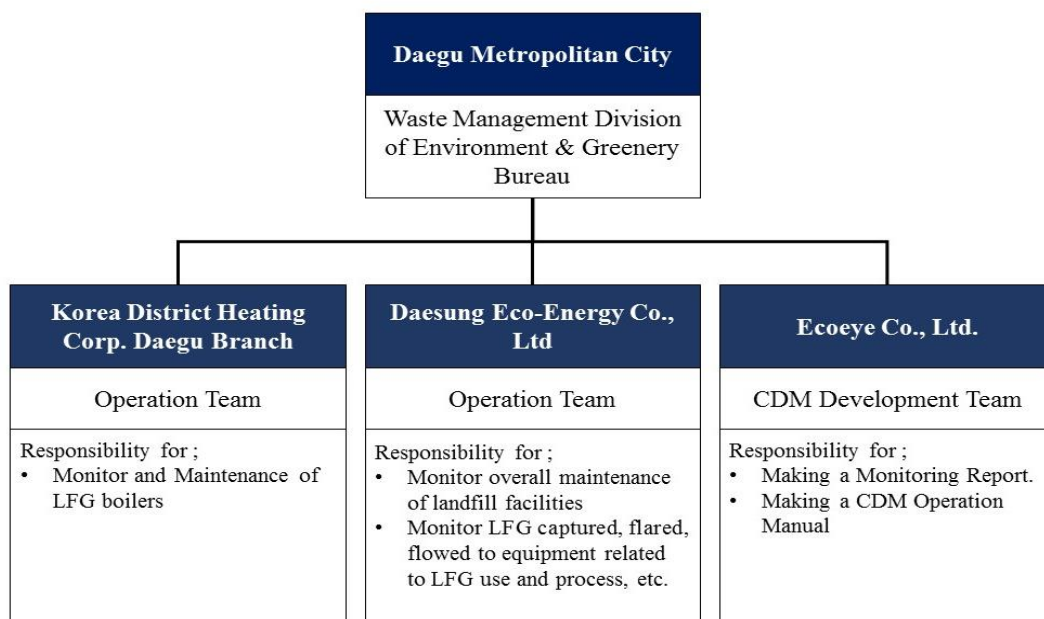 Daegu Metropolitan City
Waste Management Division
of Environment & Greenery
Bureau
Korea District Heating
Corp. Daegu Branch
Operation Team
Responsibility for ;
• Monitor and Maintenance of
LFG boilers
Daesung Eco-Energy Co.,
Ltd
Operation Team
Responsibility for ;
• Monitor overall maintenance
of landfill facilities
• Monitor LFG captured, flared,
flowed to equipment related
to LFG use and process, etc.
Ecoeye Co., Ltd.
CDM Development Team
Responsibility for ;
• Making a Monitoring Report.
• Making a CDM Operation
Manual